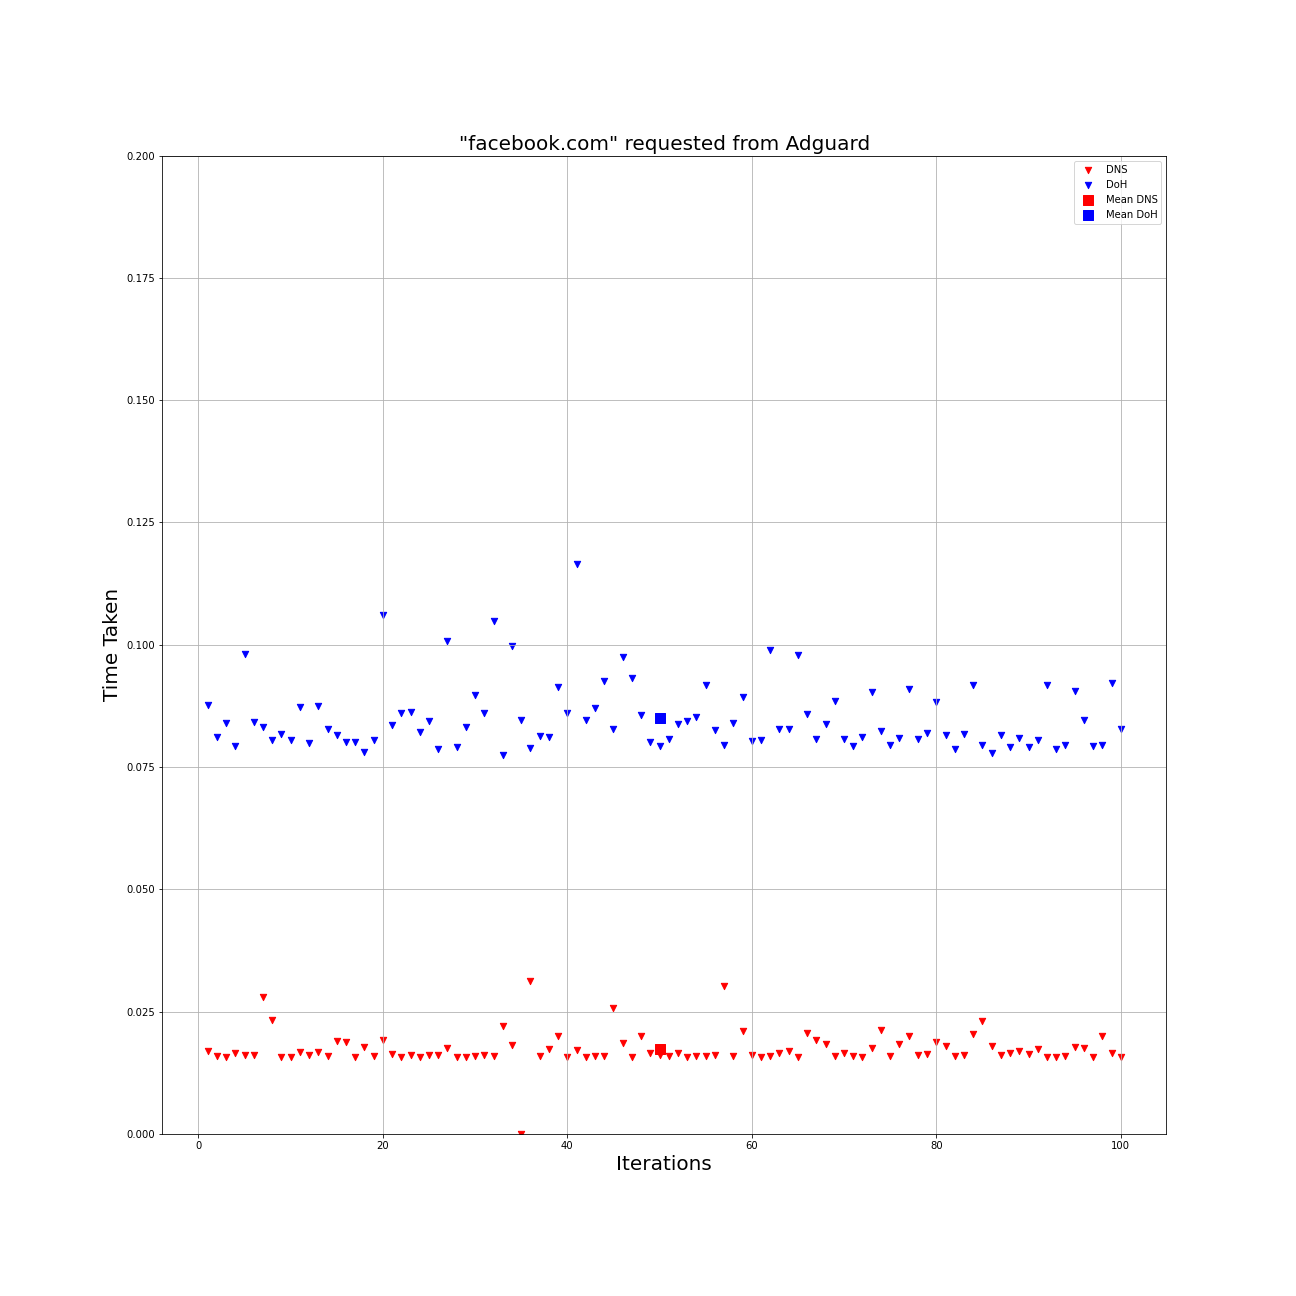 "facebook.com" requested from Adguard
0.200
0.175
0.150
0.125
0.100
0.075
0.050
0.025
0.000
Time Taken
DNS
DoH
Mean DNS
Mean DoH
0 20 40 60 80 100
Iterations